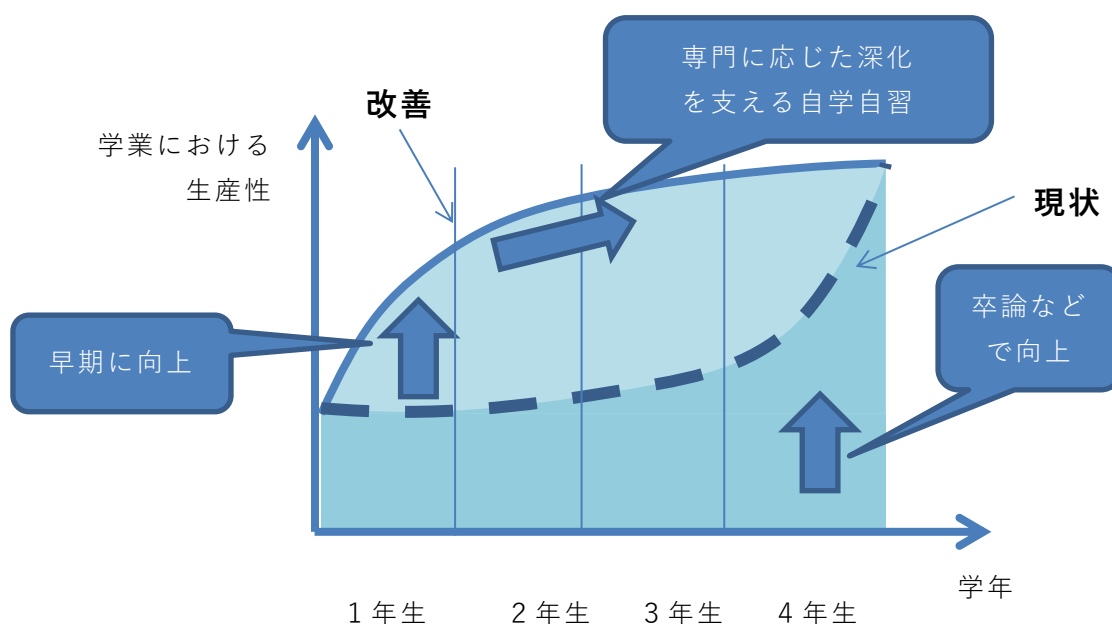 専門に応じた深化
を支える自学自習
改善
学業における
生産性
現状
卒論など
で向上
早期に向上
学年
1年生
2年生
3年生
4年生